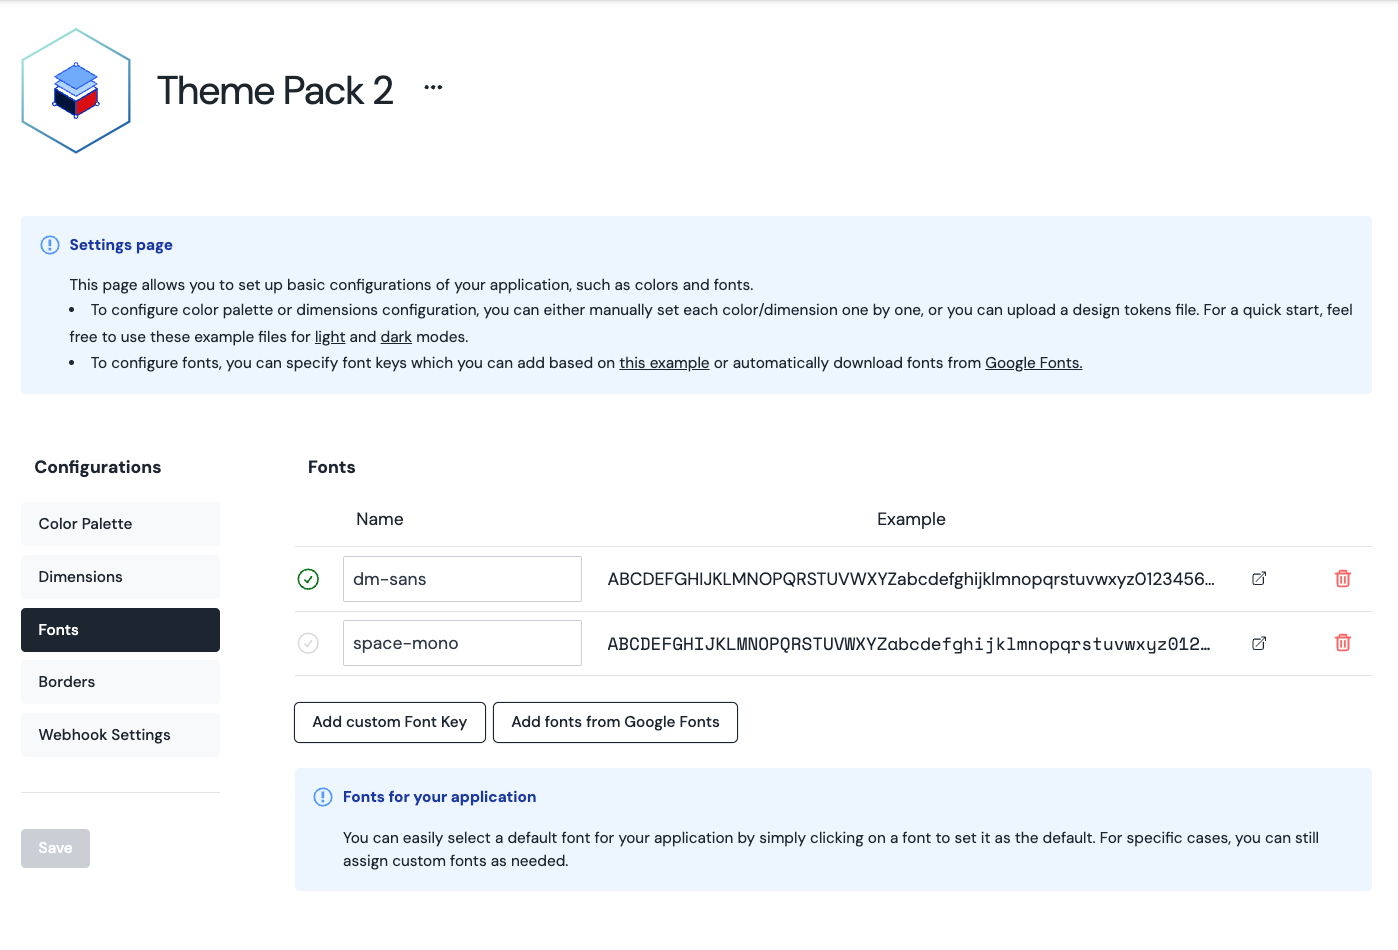 Theme Pack 2 ...
Settings page
This page allows you to set up basic configurations of your application, such as colors and fonts.
• To configure color palette or dimensions configuration, you can either manually set each color/dimension one by one, or you can upload a design tokens file. For a quick start, feel
free to use these example files for light and dark modes.
• To configure fonts, you can specify font keys which you can add based on this example or automatically download fonts from Google Fonts.
Configurations
Color Palette
Dimensions
Fonts
Borders
Webhook Settings
Save
Fonts
Name Example
dm-sans ABCDEFGHIJKLMNOPQRSTUVWXYZabcdefghijklmnopqrstuvwxyz0123456...
space-mono ABCDEFGHIJKLMNOPQRSTUVWXYZabcdefghijklmnopqrstuvwxyz012...
Add custom Font Key Add fonts from Google Fonts
Fonts for your application
You can easily select a default font for your application by simply clicking on a font to set it as the default. For specific cases, you can still
assign custom fonts as needed.